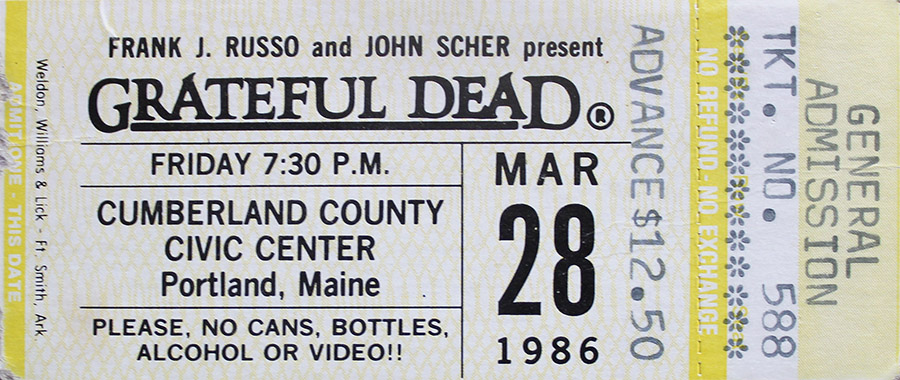 ADMIT ONE - THIS DATE
Weldon, Williams & Lick - Ft. Smith, Ark.
FRANK J. RUSSO and JOHN SCHER present
GRATEFUL DEAD®
FRIDAY 7:30 P.M.
CUMBERLAND COUNTY
CIVIC CENTER
Portland, Maine
PLEASE, NO CANS, BOTTLES,
ALCOHOL OR VIDEO!!
MAR
28
1986
ADVANCE $12.50
NO REFUND-NO EXCHANGE
TKT. NO. 588
GENERAL
ADMISSION